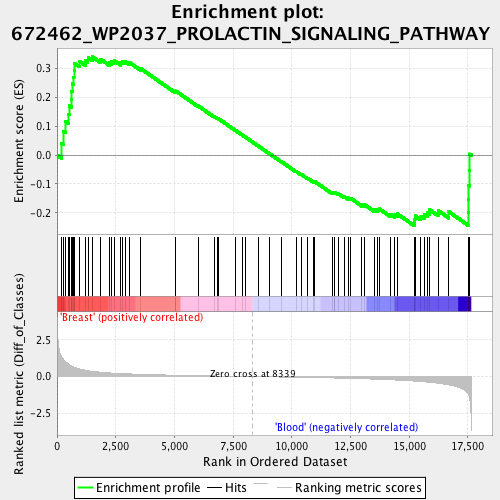 Enrichment plot:
672462_WP2037_PROLACTIN_SIGNALING_PATHWAY
Enrichment score (ES)
0.3
0.2
0.1
0.0
-0.1
-0.2
'Breast' (positively correlated)
Ranked list metric (Diff_of_Classes)
2.5
0.0
-2.5
Zero cross at 8339
'Blood' (negatively correlated)
0
2,500
5,000
7,500
10,000
12,500
15,000
17,500
Rank in Ordered Dataset
Enrichment profile
Hits
Ranking metric scores